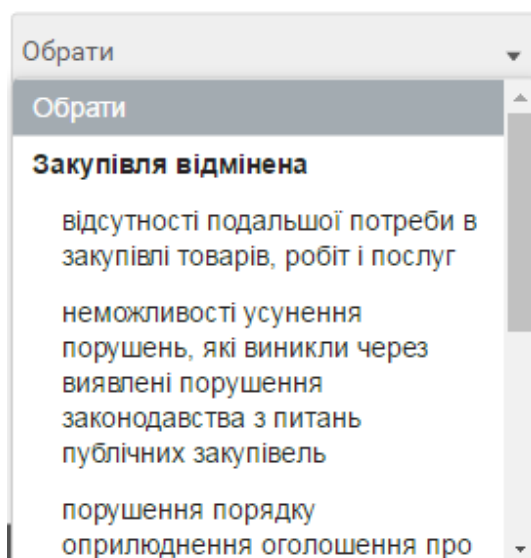 Обрати
Обрати
Закупівля відмінена
відсутності подальшої потреби в
закупівлі товарів, робіт і послуг
неможливості усунення
порушень, які виникли через
виявлені порушення
законодавства з питань
публічних закупівель
порушення порядку
оприлюднення оголошення про